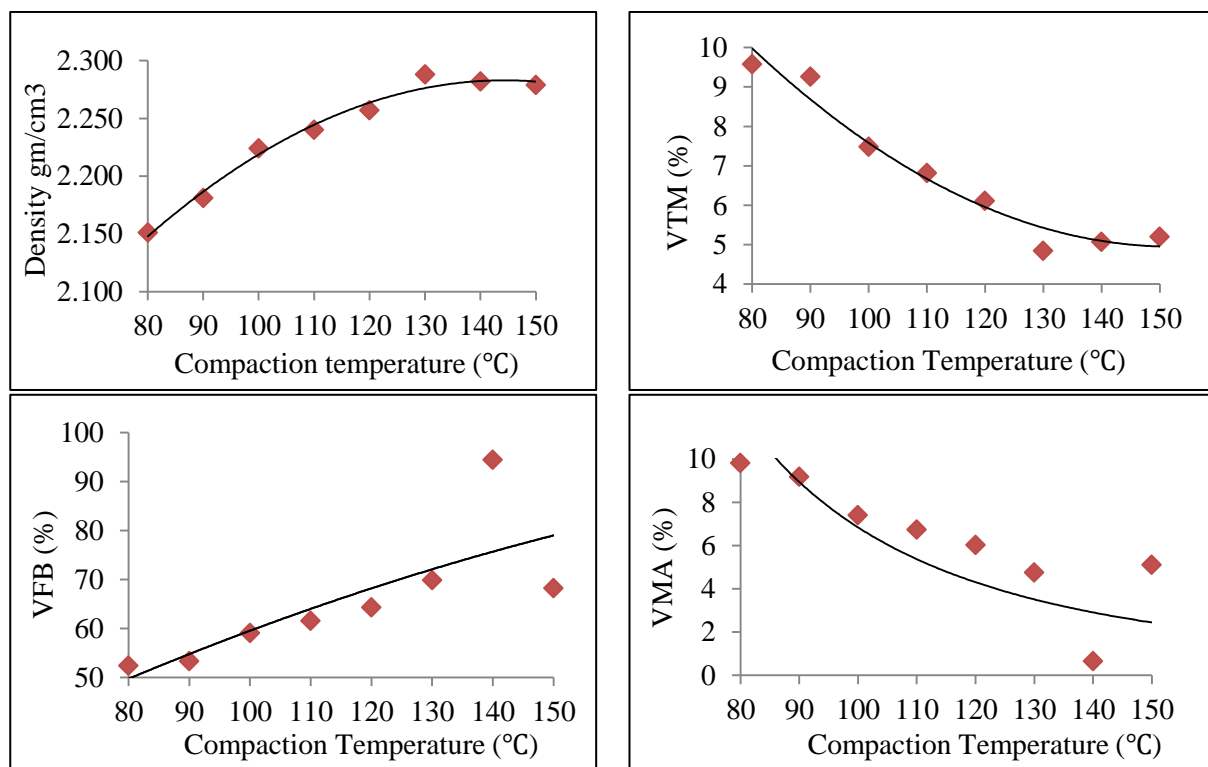 2.300
2.250
2.200
2.150
2.100
Density gm/cm3
80 90 100 110 120 130 140 150
Compaction temperature (℃)
10
9
8
7
6
5
4
VTM (%)
80 90 100 110 120 130 140 150
Compaction Temperature (℃)
100
90
80
70
60
50
VFB (%)
80 90 100 110 120 130 140 150
Compaction Temperature (℃)
10
8
6
4
2
0
VMA (%)
80 90 100 110 120 130 140 150
Compaction Temperature (℃)